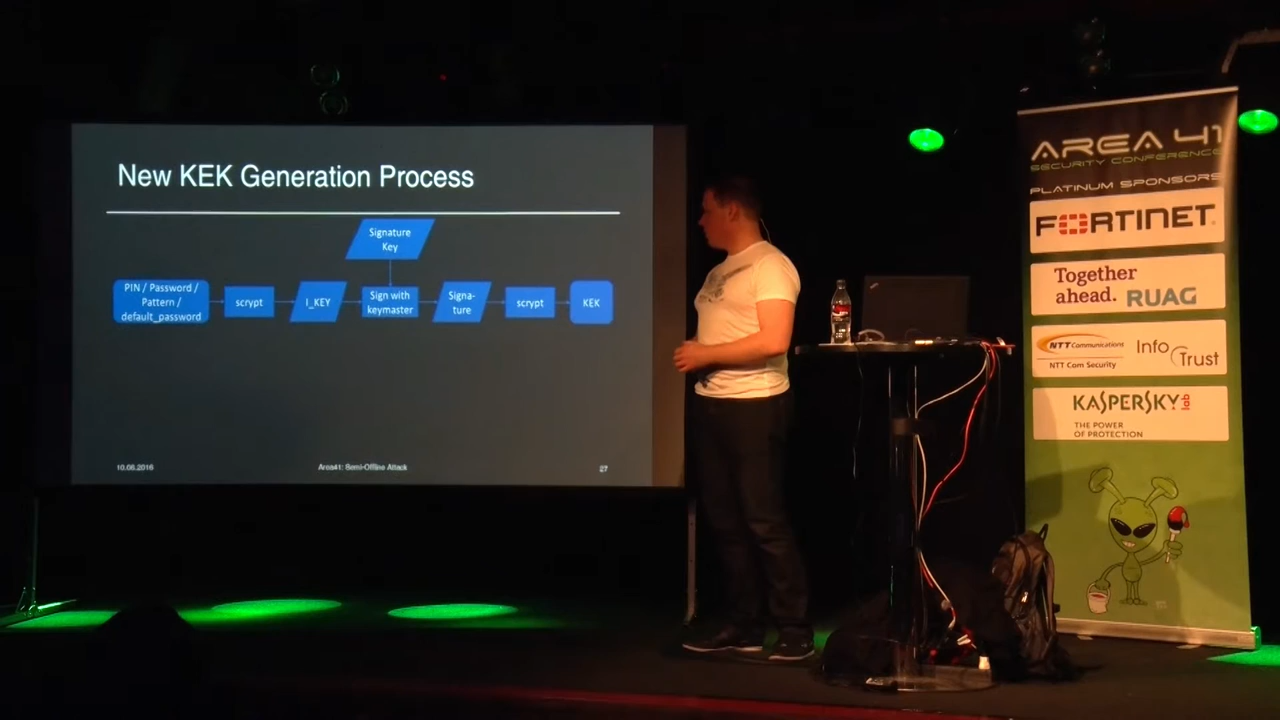 New KEK Generation Process
Signature
Key
PIN / Password /
Pattern /
default_password
scrypt
I_KEY
Sign with
keymaster
Signa-
ture
scrypt
KEK
10.06.2016
Area41: Semi-Offline Attack
27
AREA 41
SECURITY CONFERENCE
PLATINUM SPONSORS
FORTINET
Together
ahead. RUAG
NTT Communications
NTT Com Security
Info
Trust
KASPERSKY lab
THE POWER
OF PROTECTION